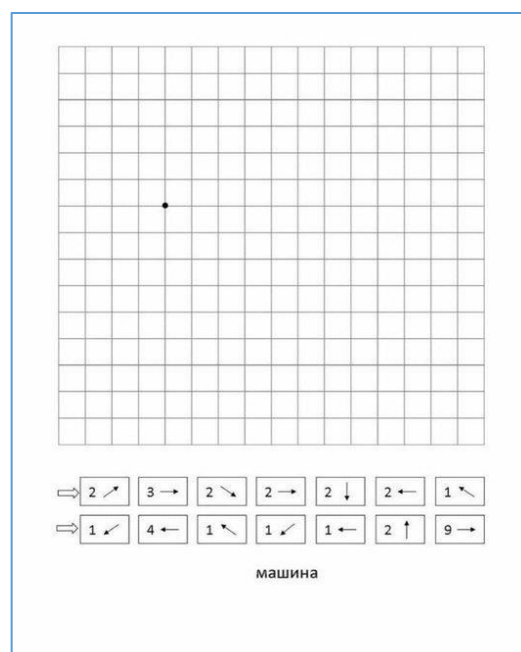 2 ↗ 3 → 2 ↘ 2 → 2 ↓ 2 ← 1 ↖
1 ↙ 4 ← 1 ↖ 1 ↙ 1 ← 2 ↑ 9 →
машина